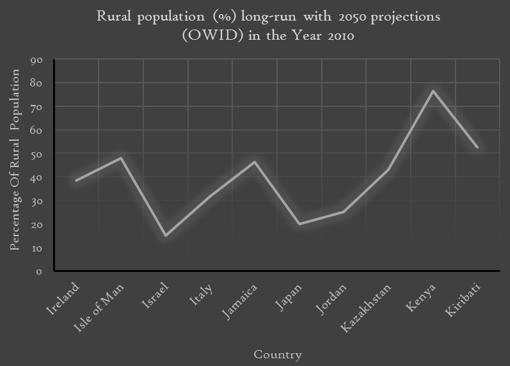 Rural population (%) long-run with 2050 projections
(OWID) in the Year 2010
Percentage Of Rural Population
90
80
70
60
50
40
30
20
10
0
Ireland
Isle of Man
Israel
Italy
Jamaica
Japan
Jordan
Kazakhstan
Kenya
Kiribati
Country